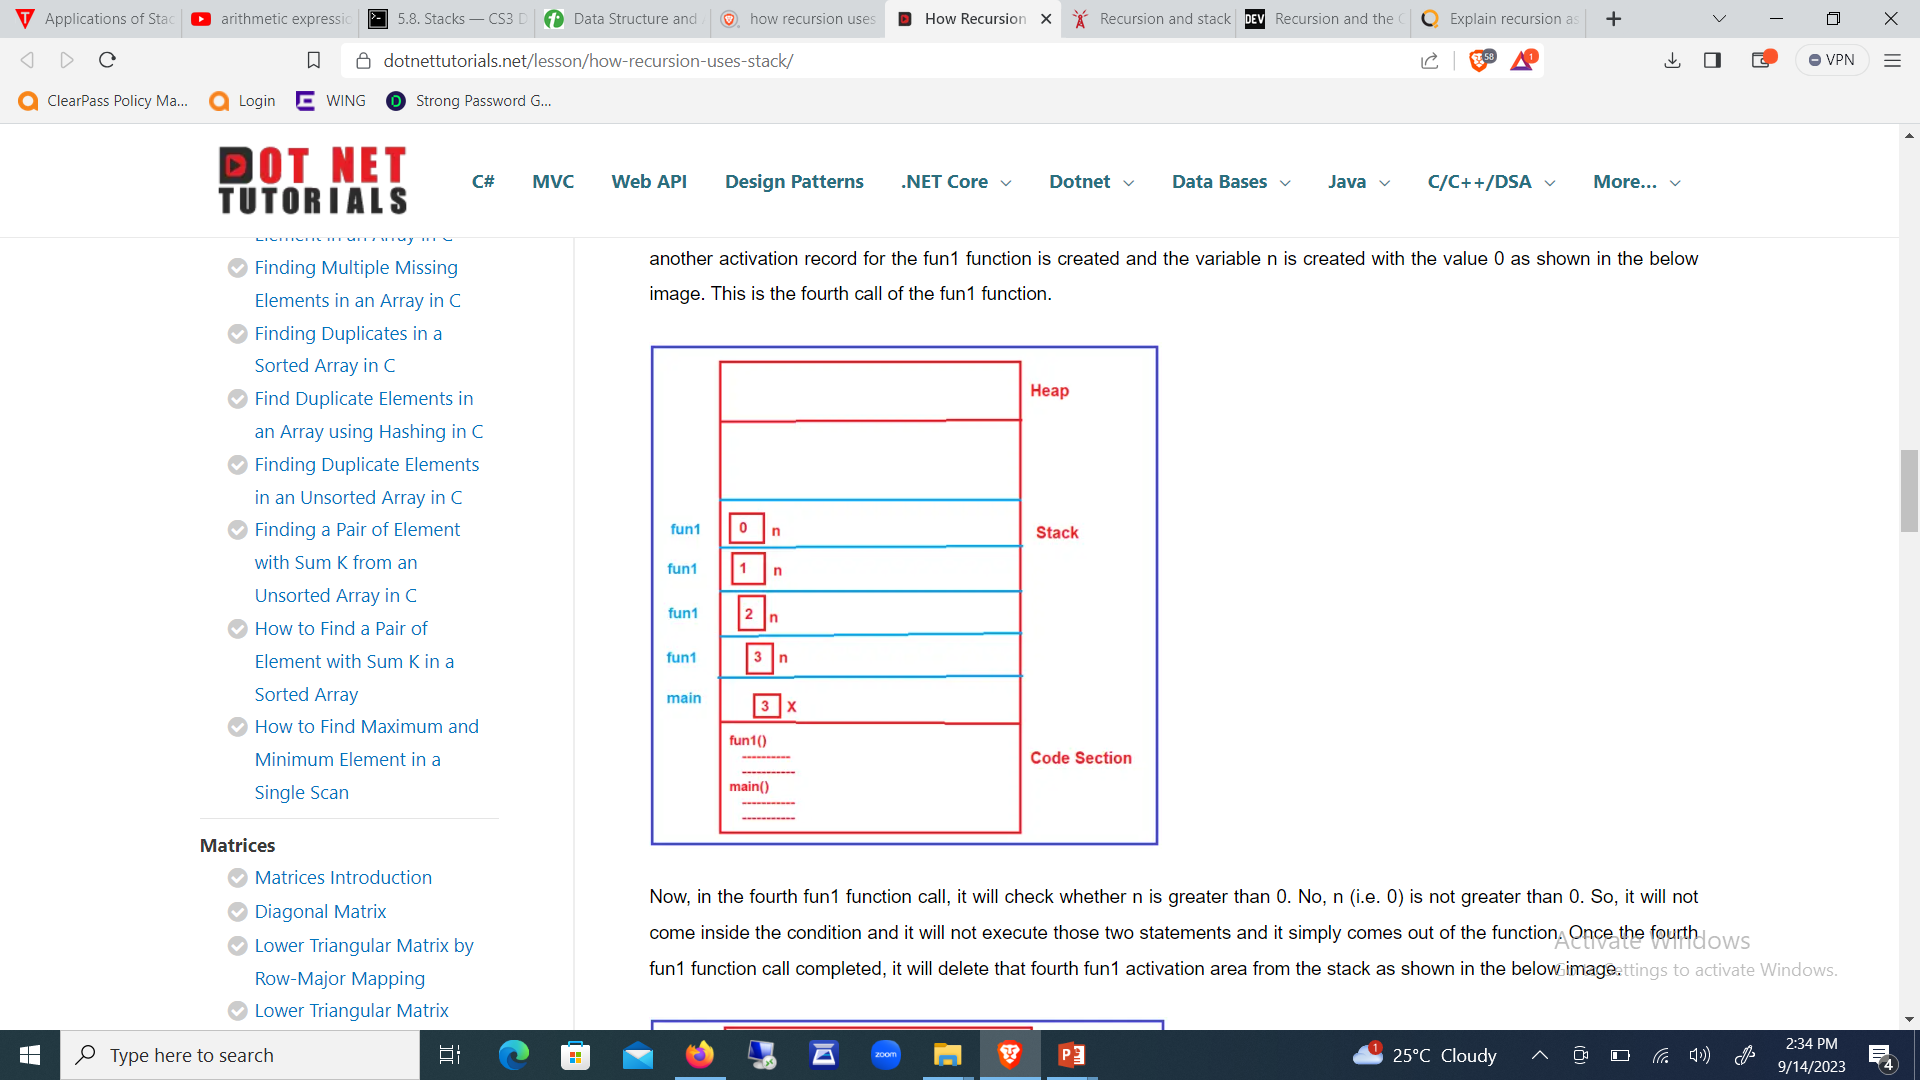 Applications of Stac
arithmetic expressio
5.8. Stacks — CS3 D
Data Structure and A
how recursion uses
How Recursion
Recursion and stack
DEV Recursion and the C
Explain recursion as
dotnettutorials.net/lesson/how-recursion-uses-stack/
58
1
VPN
ClearPass Policy Ma...
Login
WING
Strong Password G...
DOT NET
TUTORIALS
C#
MVC
Web API
Design Patterns
.NET Core
Dotnet
Data Bases
Java
C/C++/DSA
More...
Element in an Array in C
Finding Multiple Missing
Elements in an Array in C
Finding Duplicates in a
Sorted Array in C
Find Duplicate Elements in
an Array using Hashing in C
Finding Duplicate Elements
in an Unsorted Array in C
Finding a Pair of Element
with Sum K from an
Unsorted Array in C
How to Find a Pair of
Element with Sum K in a
Sorted Array
How to Find Maximum and
Minimum Element in a
Single Scan
Matrices
Matrices Introduction
Diagonal Matrix
Lower Triangular Matrix by
Row-Major Mapping
Lower Triangular Matrix
another activation record for the fun1 function is created and the variable n is created with the value 0 as shown in the below
image. This is the fourth call of the fun1 function.
Heap
fun1 0 n Stack
fun1 1 n
fun1 2 n
fun1 3 n
main 3 X
fun1()
----------
-----------
Code Section
main()
-----------
-----------
Now, in the fourth fun1 function call, it will check whether n is greater than 0. No, n (i.e. 0) is not greater than 0. So, it will not
come inside the condition and it will not execute those two statements and it simply comes out of the function. Once the fourth
fun1 function call completed, it will delete that fourth fun1 activation area from the stack as shown in the below image.
Activate Windows
Go to Settings to activate Windows.
Type here to search
zoom
1
25°C Cloudy
2:34 PM
9/14/2023
4